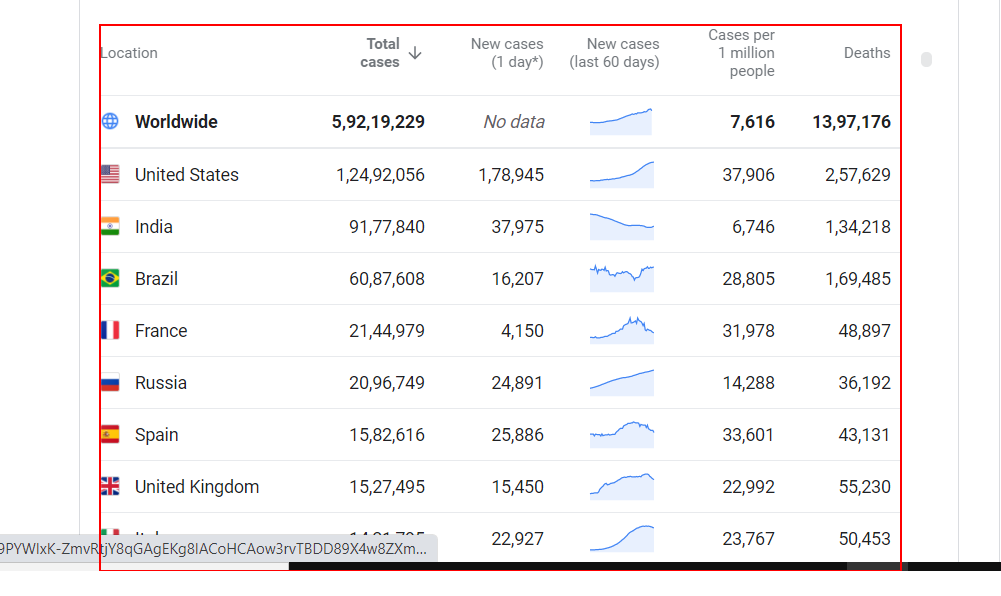 Location Total cases New cases (1 day*) New cases (last 60 days) Cases per 1 million people Deaths
Worldwide 5,92,19,229 No data 7,616 13,97,176
United States 1,24,92,056 1,78,945 37,906 2,57,629
India 91,77,840 37,975 6,746 1,34,218
Brazil 60,87,608 16,207 28,805 1,69,485
France 21,44,979 4,150 31,978 48,897
Russia 20,96,749 24,891 14,288 36,192
Spain 15,82,616 25,886 33,601 43,131
United Kingdom 15,27,495 15,450 22,992 55,230
22,927 23,767 50,453